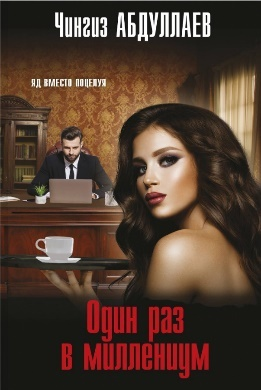 Чингиз АБДУЛЛАЕВ
ЯД ВМЕСТО ПОЦЕЛУЯ
Один раз
в миллениум